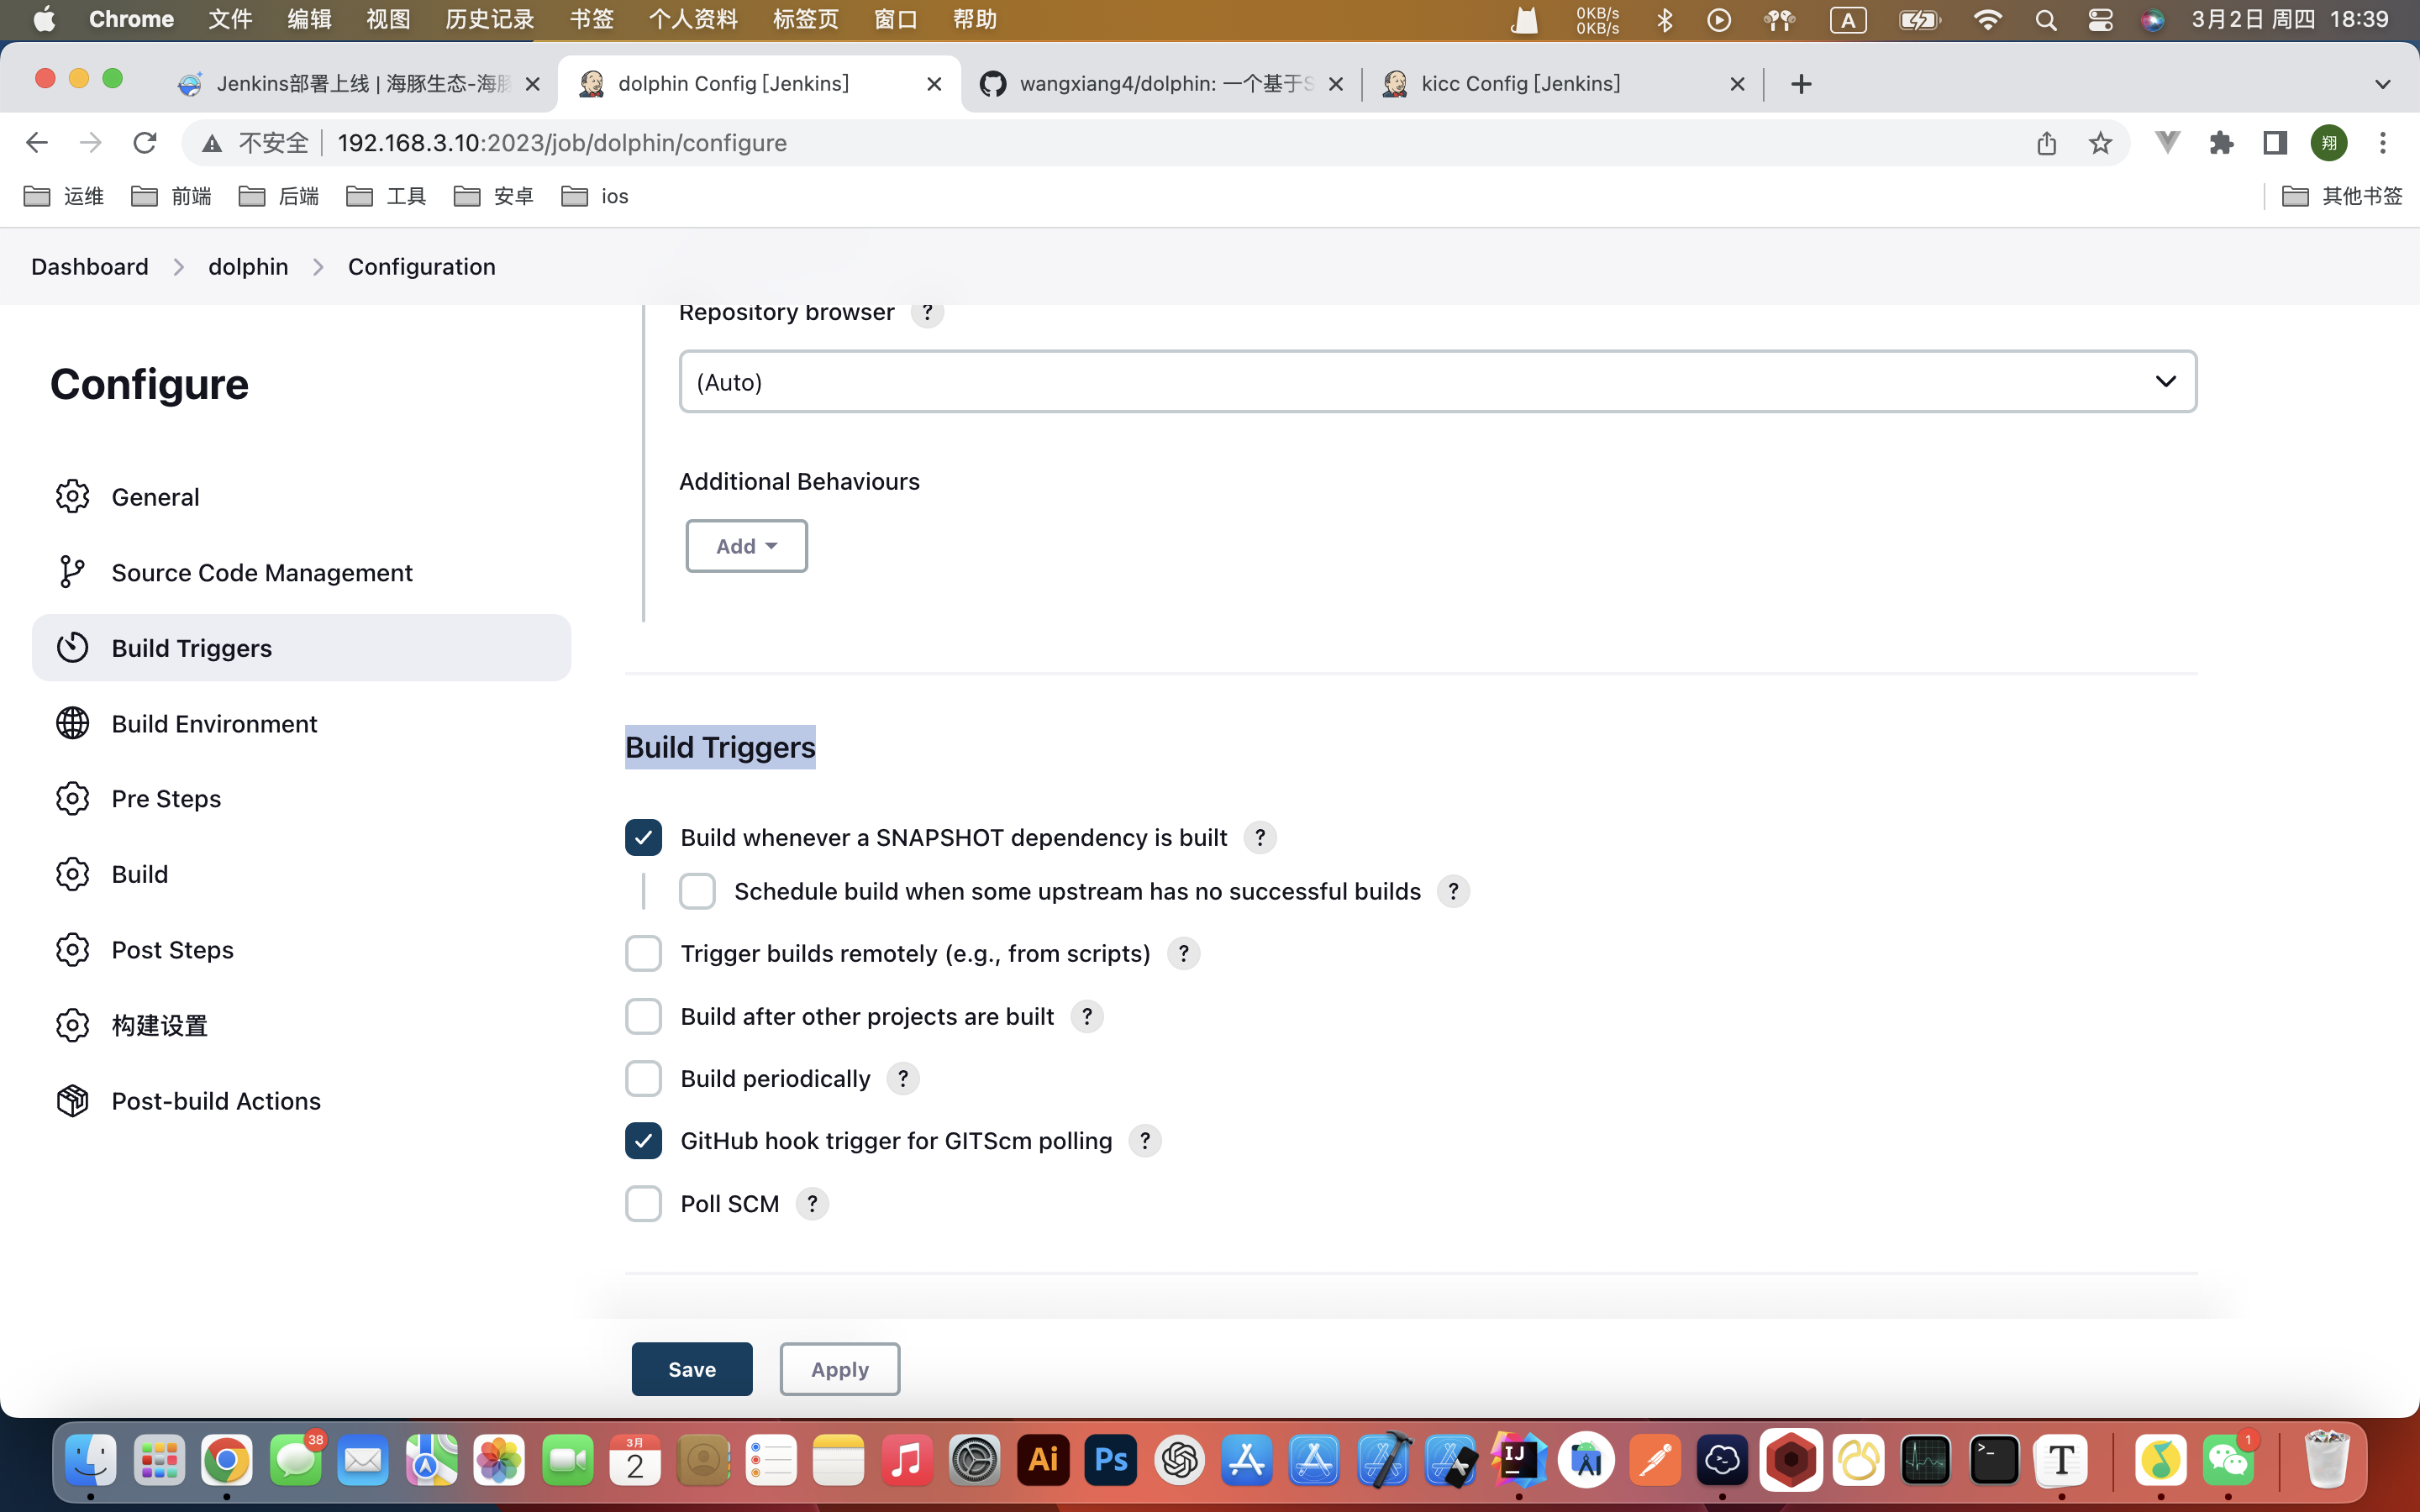 Chrome 文件 编辑 视图 历史记录 书签 个人资料 标签页 窗口 帮助 0KB/s 0KB/s A 3月2日 周四 18:39
Jenkins部署上线 | 海豚生态-海豚 dolphin Config [Jenkins] wangxiang4/dolphin: 一个基于S kicc Config [Jenkins]
不安全 192.168.3.10:2023/job/dolphin/configure 翔
运维 前端 后端 工具 安卓 ios 其他书签
Dashboard dolphin Configuration
Repository browser ?
Configure
(Auto)
Additional Behaviours
General
Add
Source Code Management
Build Triggers
Build Environment
Build Triggers
Pre Steps
Build whenever a SNAPSHOT dependency is built ?
Build
Schedule build when some upstream has no successful builds ?
Post Steps
Trigger builds remotely (e.g., from scripts) ?
构建设置
Build after other projects are built ?
Build periodically ?
Post-build Actions
GitHub hook trigger for GITScm polling ?
Poll SCM ?
Save Apply
38 3月 2 Ai Ps IJ >_ T 1